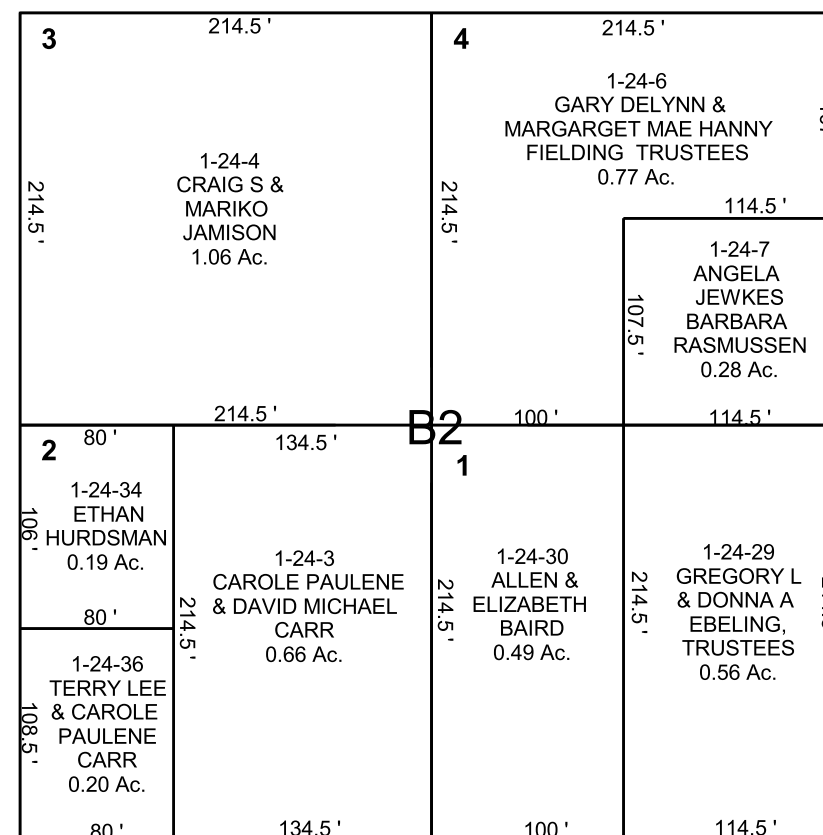 214.5 '
3
214.5 '
4
1-24-4
CRAIG S &
MARIKO
JAMISON
1.06 Ac.
214.5 '
1-24-6
GARY DELYNN &
MARGARGET MAE HANNY
FIELDING TRUSTEES
0.77 Ac.
214.5 '
114.5 '
1-24-7
ANGELA
JEWKES
BARBARA
RASMUSSEN
0.28 Ac.
107.5 '
214.5 '
B2
100 '
114.5 '
2
80 '
134.5 '
1
1-24-34
ETHAN
HURDSMAN
0.19 Ac.
106 '
80 '
1-24-36
TERRY LEE
& CAROLE
PAULENE
CARR
0.20 Ac.
108.5 '
80 '
214.5 '
1-24-3
CAROLE PAULENE
& DAVID MICHAEL
CARR
0.66 Ac.
134.5 '
214.5 '
1-24-30
ALLEN &
ELIZABETH
BAIRD
0.49 Ac.
100 '
214.5 '
1-24-29
GREGORY L
& DONNA A
EBELING,
TRUSTEES
0.56 Ac.
114.5 '